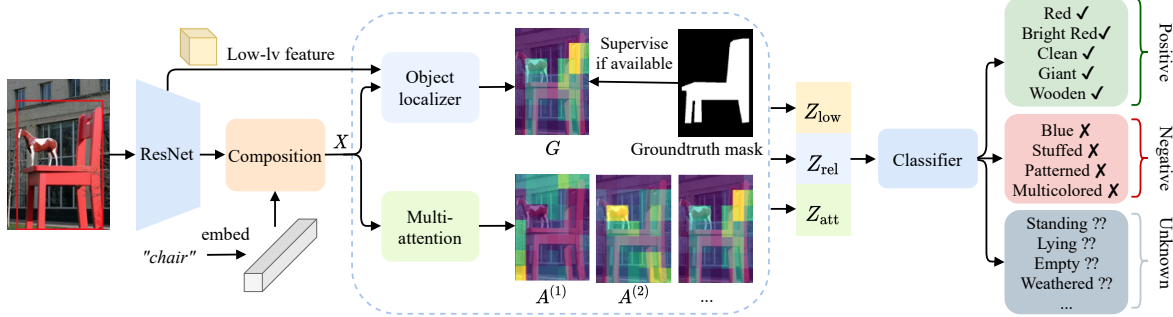 Low-lv feature
ResNet
Composition
X
embed
"chair"
Object
localizer
Multi-
attention
G
Supervise
if available
Groundtruth mask
A(1)
A(2)
...
Zlow
Zrel
Zatt
Classifier
Red ✓
Bright Red ✓
Clean ✓
Giant ✓
Wooden ✓
Positive
Blue ✗
Stuffed ✗
Patterned ✗
Multicolored ✗
Negative
Standing ??
Lying ??
Empty ??
Weathered ??
...
Unknown